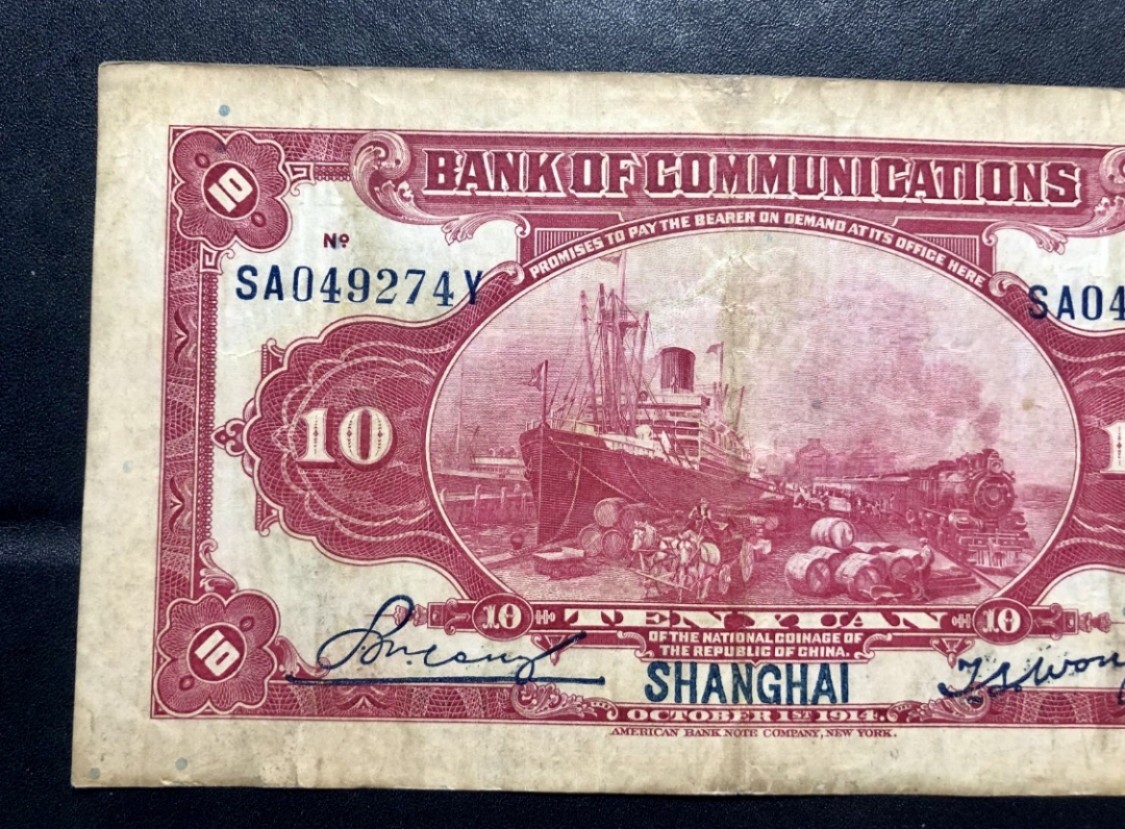 10
BANK OF COMMUNICATIONS
PROMISES TO PAY THE BEARER ON DEMAND AT ITS OFFICE HERE
Nº
SA049274Y
SA04
10
1
10 TEN YUAN 10
OF THE NATIONAL COINAGE OF
THE REPUBLIC OF CHINA.
10
SHANGHAI
OCTOBER 1ST 1914.
AMERICAN BANK NOTE COMPANY, NEW YORK.